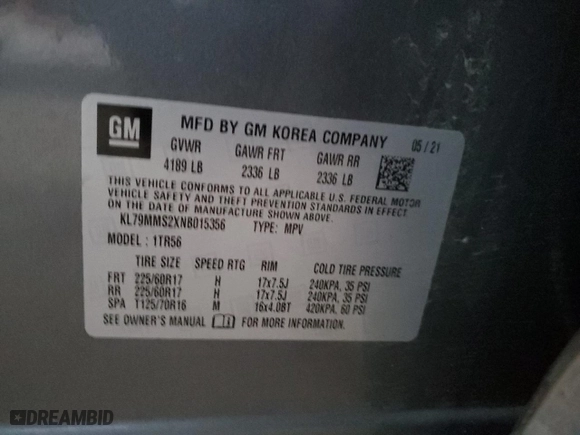 GM
MFD BY GM KOREA COMPANY 05/21
GVWR GAWR FRT GAWR RR
4189 LB 2336 LB 2336 LB
THIS VEHICLE CONFORMS TO ALL APPLICABLE U.S. FEDERAL MOTOR
VEHICLE SAFETY AND THEFT PREVENTION STANDARDS IN EFFECT
ON THE DATE OF MANUFACTURE SHOWN ABOVE.
KL79MMS2XNB015356 TYPE: MPV
MODEL: 1TR56
TIRE SIZE SPEED RTG RIM COLD TIRE PRESSURE
FRT 225/60R17 H 17x7.5J 240KPA, 35 PSI
RR 225/60R17 H 17x7.5J 240KPA, 35 PSI
SPA T125/70R16 M 16x4.0BT 420KPA, 60 PSI
SEE OWNER'S MANUAL FOR ADDITIONAL INFORMATION
DREAMBID